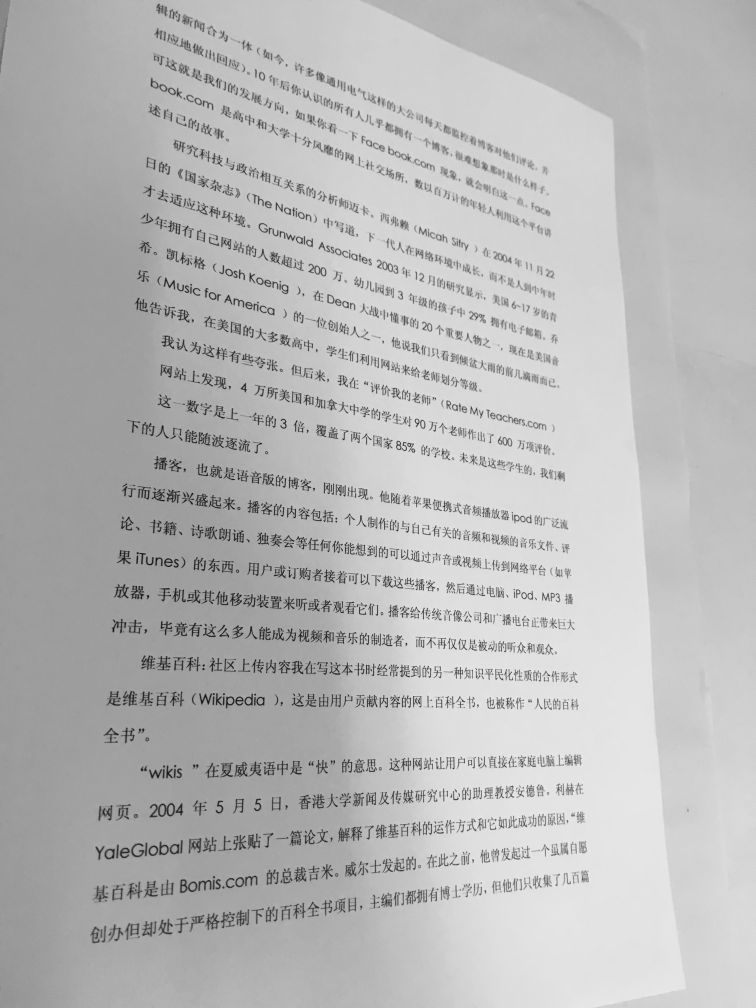 辑的新闻合为一体（如今，许多像通用电气这样的大公司每天都监控着博客对他们评论，并
相应地做出回应）。10 年后你认识的所有人几乎都拥有一个博客，很难想象那时是什么样子。
可这就是我们的发展方向，如果你看一下 Face book.com 现象，就会明白这一点。Face
book.com 是高中和大学十分风靡的网上社交场所，数以百万计的年轻人利用这个平台讲
述自己的故事。
研究科技与政治相互关系的分析师迈卡。西弗赖（Micah Sifry ）在 2004 年 11 月 22
日的《国家杂志》（The Nation）中写道，下一代人在网络环境中成长，而不是人到中年时
才去适应这种环境。Grunwald Associates 2003 年 12 月的研究显示，美国 6~17 岁的青
少年拥有自己网站的人数超过 200 万。幼儿园到 3 年级的孩子中 29% 拥有电子邮箱。乔
希。凯标格（Josh Koenig ），在 Dean 大战中懂事的 20 个重要人物之一，现在是美国音
乐（Music for America ）的一位创始人之一，他说我们只看到倾盆大雨的前几滴雨而已。
他告诉我，在美国的大多数高中，学生们利用网站来给老师划分等级。
我认为这样有些夸张。但后来，我在 “评价我的老师”（Rate My Teachers.com ）
网站上发现，4 万所美国和加拿大中学的学生对 90 万个老师作出了 600 万项评价。
这一数字是上一年的 3 倍，覆盖了两个国家 85% 的学校。未来是这些学生的，我们剩
下的人只能随波逐流了。
播客，也就是语音版的博客，刚刚出现。他随着苹果便携式音频播放器 ipod 的广泛流
行而逐渐兴盛起来。播客的内容包括：个人制作的与自己有关的音频和视频的音乐文件、评
论、书籍、诗歌朗诵、独奏会等任何你能想到的可以通过声音或视频上传到网络平台（如苹
果 iTunes）的东西。用户或订购者接着可以下载这些播客，然后通过电脑、iPod、MP3 播
放器，手机或其他移动装置来听或者观看它们。播客给传统音像公司和广播电台正带来巨大
冲击，毕竟有这么多人能成为视频和音乐的制造者，而不再仅仅是被动的听众和观众。
维基百科：社区上传内容我在写这本书时经常提到的另一种知识平民化性质的合作形式
是维基百科（Wikipedia ），这是由用户贡献内容的网上百科全书，也被称作 “人民的百科
全书”。
“wikis ” 在夏威夷语中是 “快” 的意思。这种网站让用户可以直接在家庭电脑上编辑
网页。2004 年 5 月 5 日，香港大学新闻及传媒研究中心的助理教授安德鲁。利赫在
YaleGlobal 网站上张贴了一篇论文，解释了维基百科的运作方式和它如此成功的原因，“维
基百科是由 Bomis.com 的总裁吉米。威尔士发起的。在此之前，他曾发起过一个虽属自愿
创办但却处于严格控制下的百科全书项目，主编们都拥有博士学历，但他们只收集了几百篇